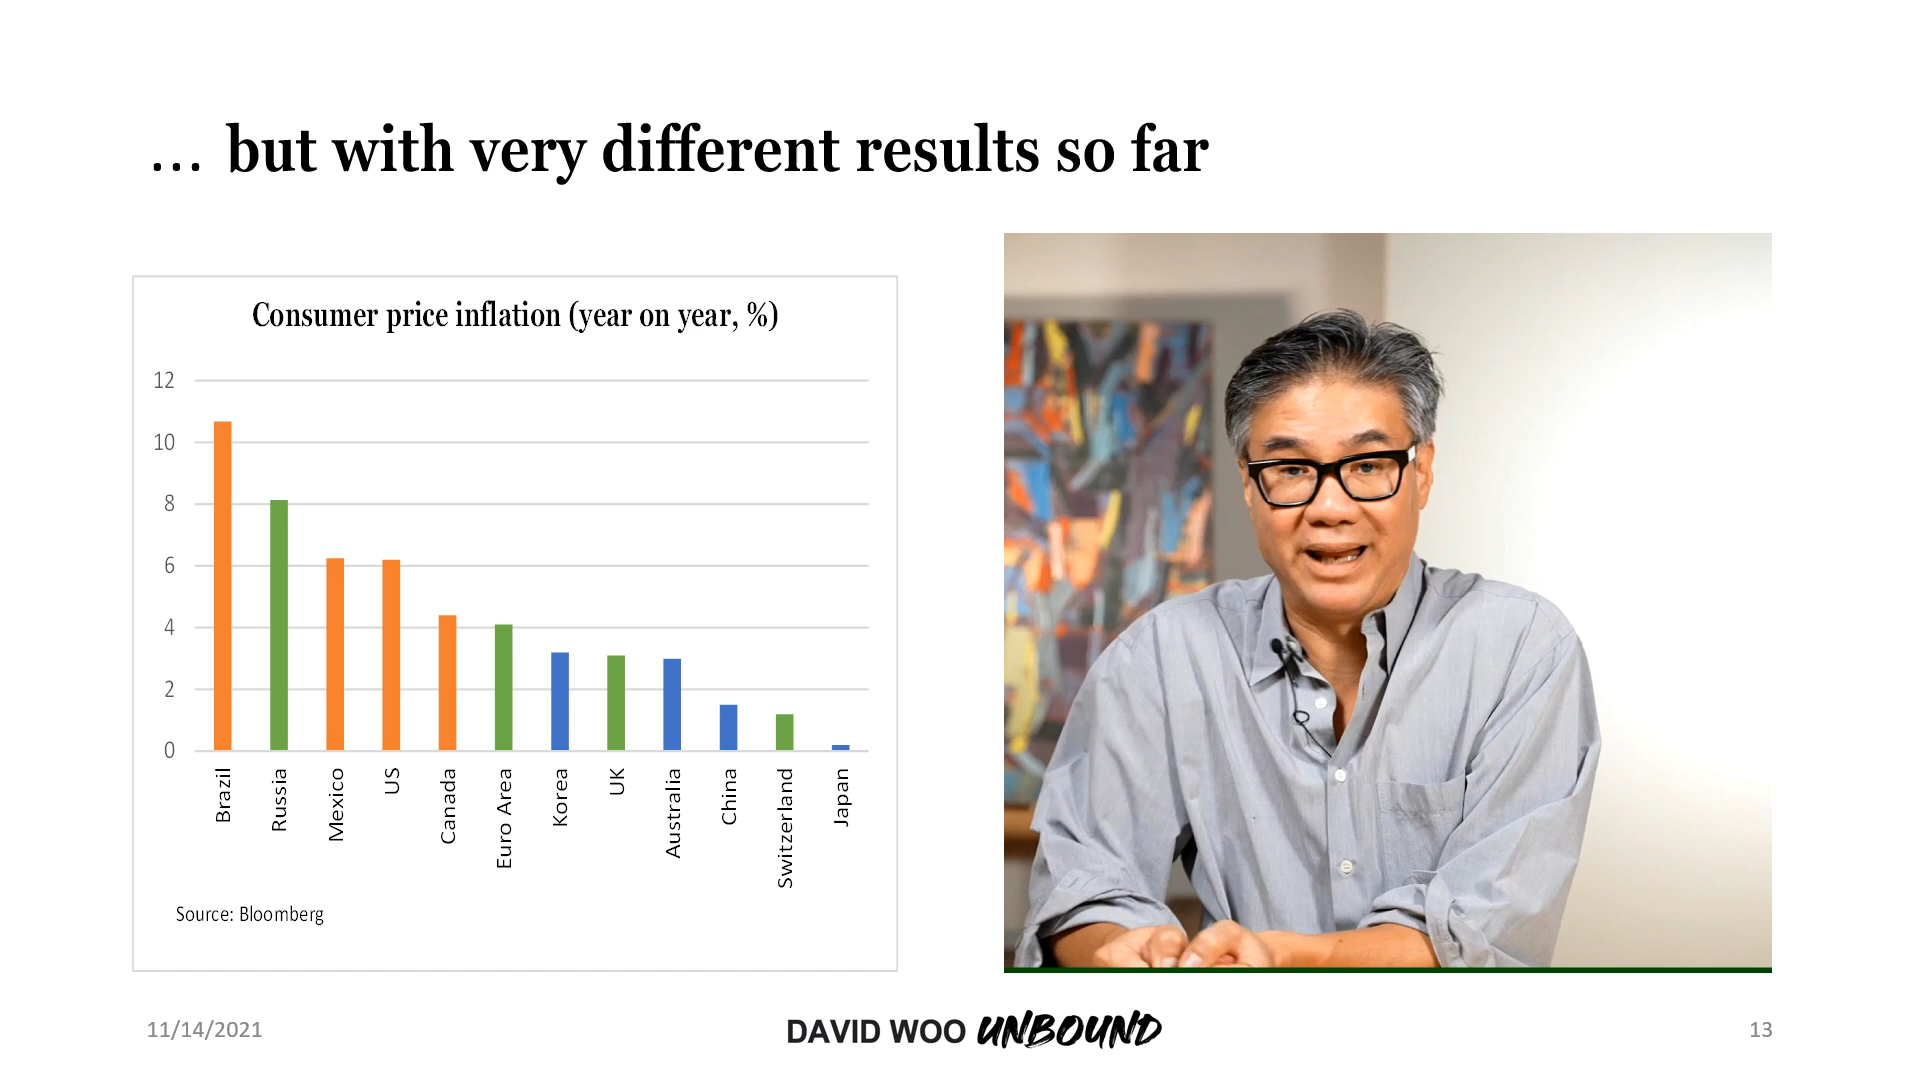 … but with very different results so far
Consumer price inflation (year on year, %)
12
10
8
6
4
2
0
Brazil
Russia
Mexico
US
Canada
Euro Area
Korea
UK
Australia
China
Switzerland
Japan
Source: Bloomberg
11/14/2021
DAVID WOO UNBOUND
13